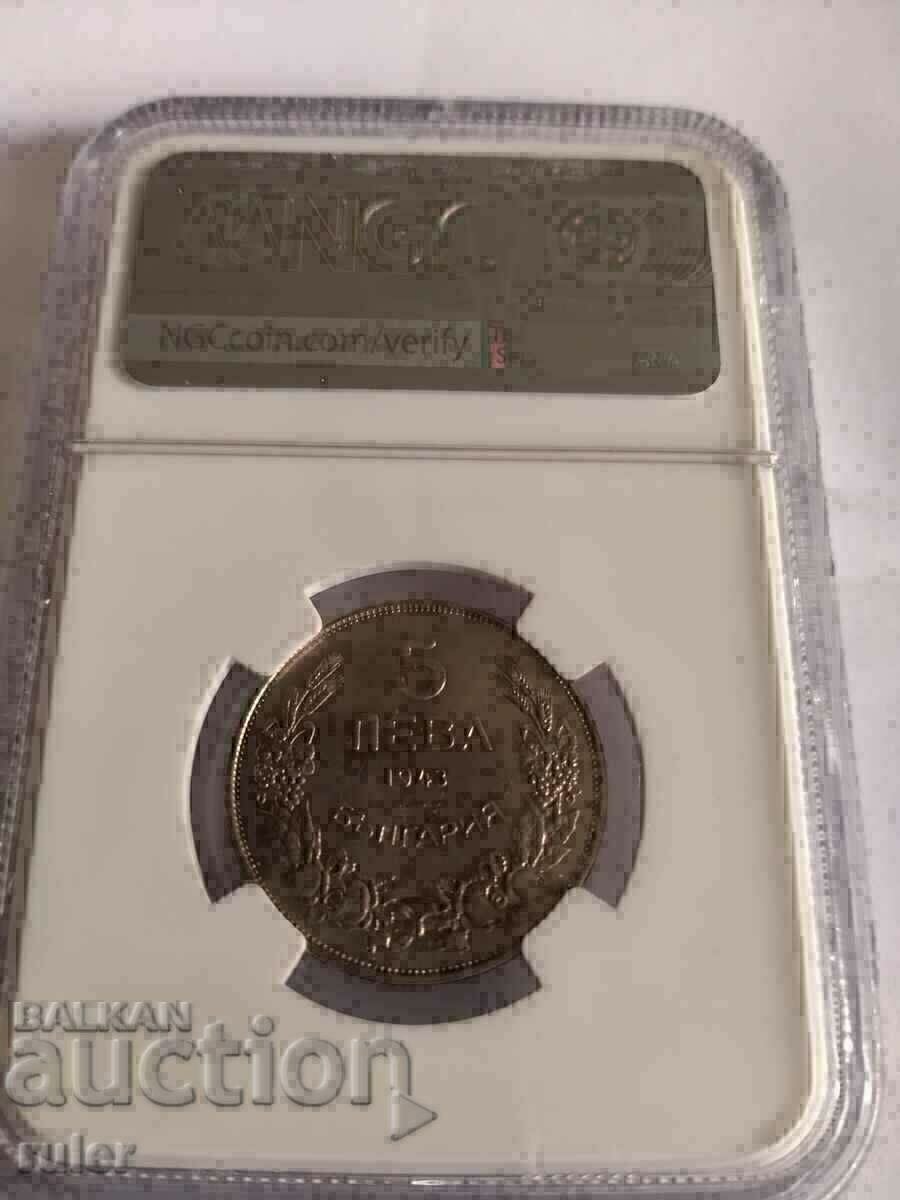 NGC
NGCcoin.com/verify
5
ЛЕВА
1943
БЪЛГАРИЯ
BALKAN
auction
ruler